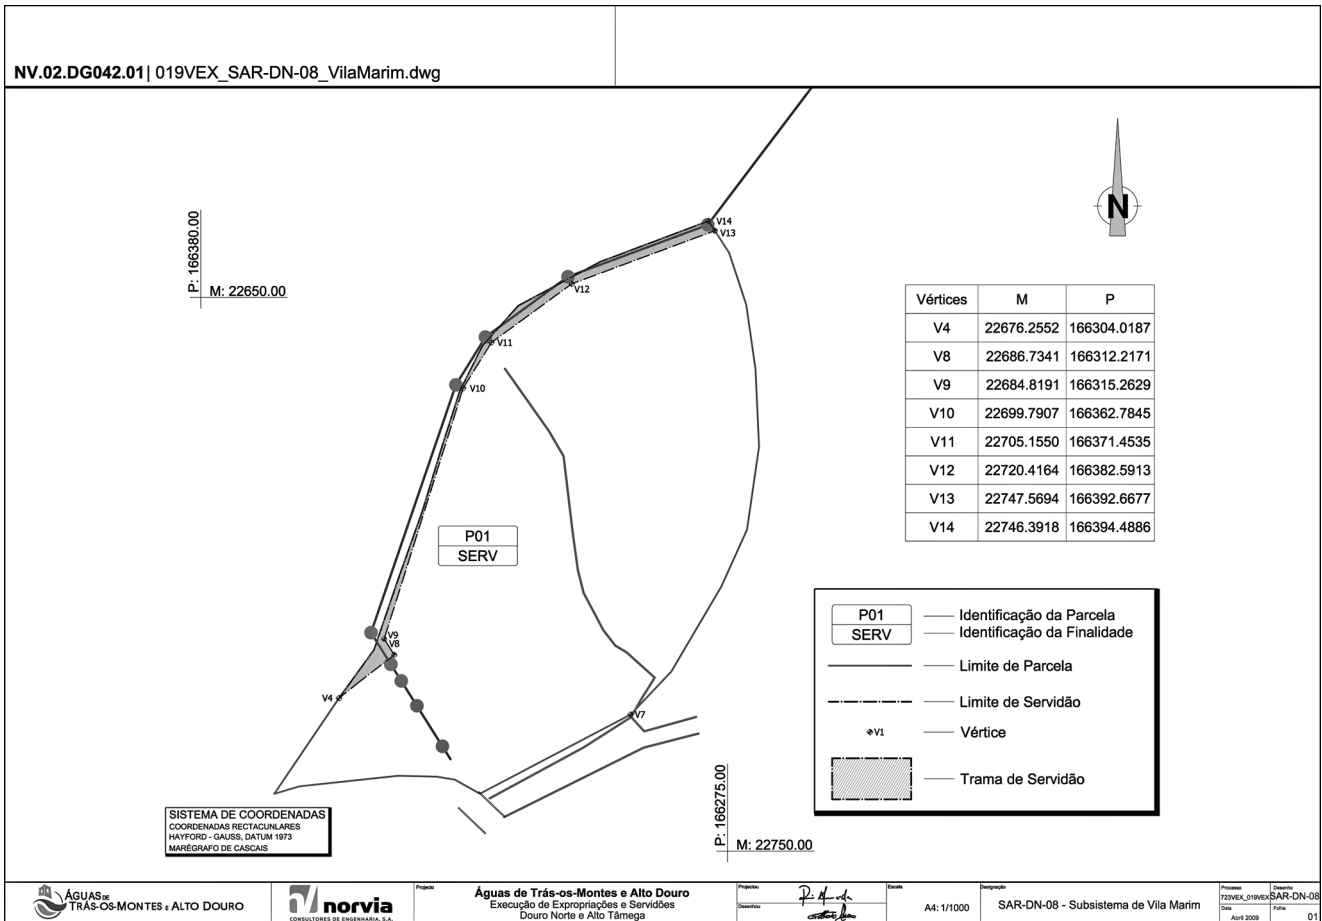 NV.02.DG042.01| 019VEX_SAR-DN-08_VilaMarim.dwg
P: 166380.00
M: 22650.00
N
V14
V13
V12
V11
V10
V9
V8
V4
V7
P01
SERV
Vértices M P
V4 22676.2552 166304.0187
V8 22686.7341 166312.2171
V9 22684.8191 166315.2629
V10 22699.7907 166362.7845
V11 22705.1550 166371.4535
V12 22720.4164 166382.5913
V13 22747.5694 166392.6677
V14 22746.3918 166394.4886
P01
SERV
Identificação da Parcela
Identificação da Finalidade
Limite de Parcela
Limite de Servidão
V1
Vértice
Trama de Servidão
P: 166275.00
M: 22750.00
SISTEMA DE COORDENADAS
COORDENADAS RECTACUNLARES
HAYFORD - GAUSS, DATUM 1973
MARÉGRAFO DE CASCAIS
ÁGUAS DE
TRÁS-OS-MONTES E ALTO DOURO
norvia
CONSULTORES DE ENGENHARIA, S.A.
Projecto
Águas de Trás-os-Montes e Alto Douro
Execução de Expropriações e Servidões
Douro Norte e Alto Tâmega
Projectou
Desenhou
Escala
A4: 1/1000
Designação
SAR-DN-08 - Subsistema de Vila Marim
Processo
723VEX_019VEX
Desenho
SAR-DN-08
Data
Abril 2009
Folha
01